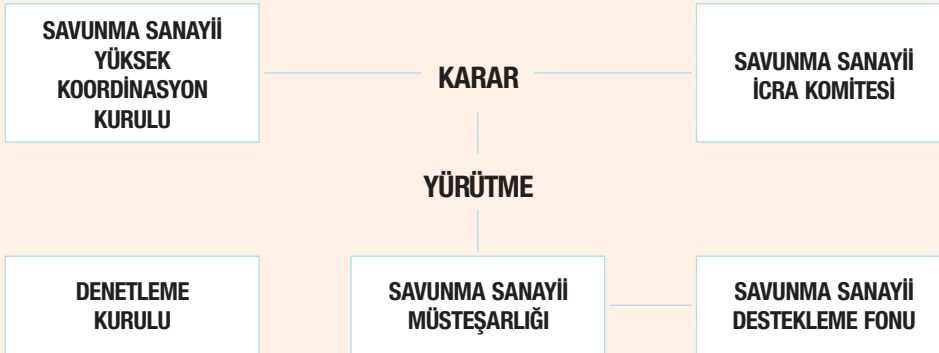 SAVUNMA SANAYİİ
YÜKSEK
KOORDİNASYON
KURULU
KARAR
SAVUNMA SANAYİİ
İCRA KOMİTESİ
YÜRÜTME
DENETLEME
KURULU
SAVUNMA SANAYİİ
MÜSTEŞARLIĞI
SAVUNMA SANAYİİ
DESTEKLEME FONU